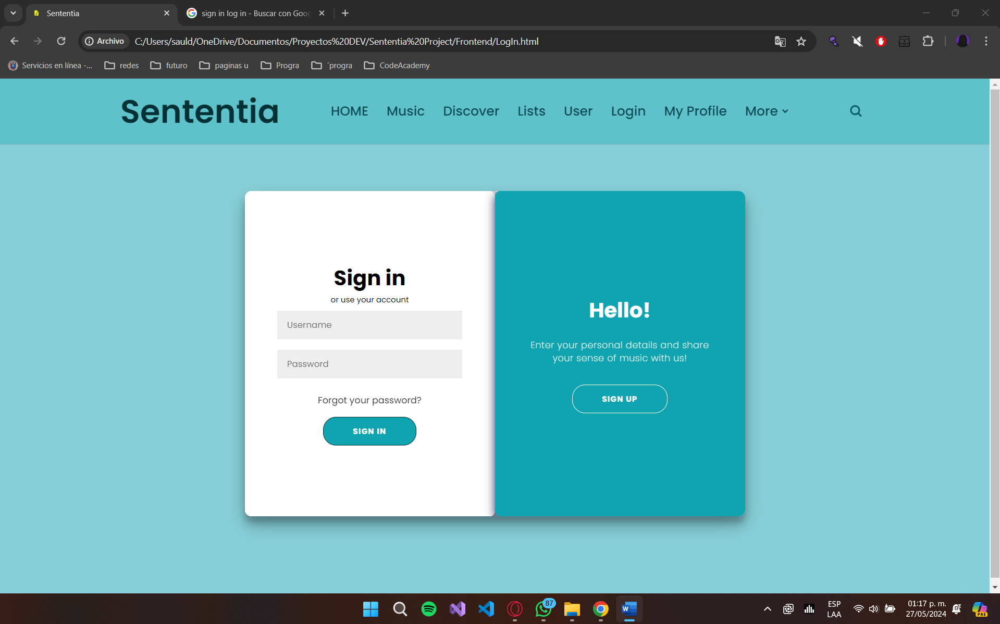 Sententia
sign in log in - Buscar con Goo
Archivo
C:/Users/sauld/OneDrive/Documentos/Proyectos%20DEV/Sententia%20Project/Frontend/LogIn.html
Servicios en línea -...
redes
futuro
paginas u
Progra
´progra
CodeAcademy
Sententia
HOME
Music
Discover
Lists
User
Login
My Profile
More
Sign in
or use your account
Username
Password
Forgot your password?
SIGN IN
Hello!
Enter your personal details and share
your sense of music with us!
SIGN UP
87
ESP
LAA
01:17 p. m.
27/05/2024
PRE